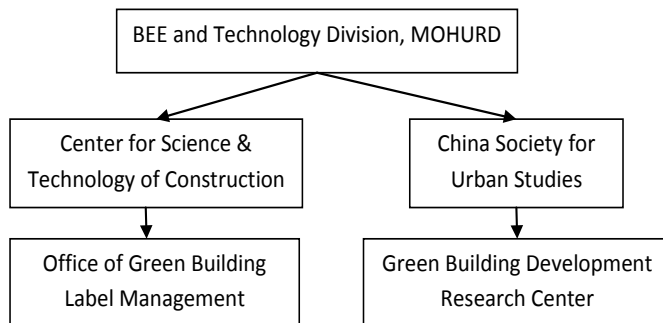 BEE and Technology Division, MOHURD
Center for Science &
Technology of Construction
China Society for
Urban Studies
Office of Green Building
Label Management
Green Building Development
Research Center